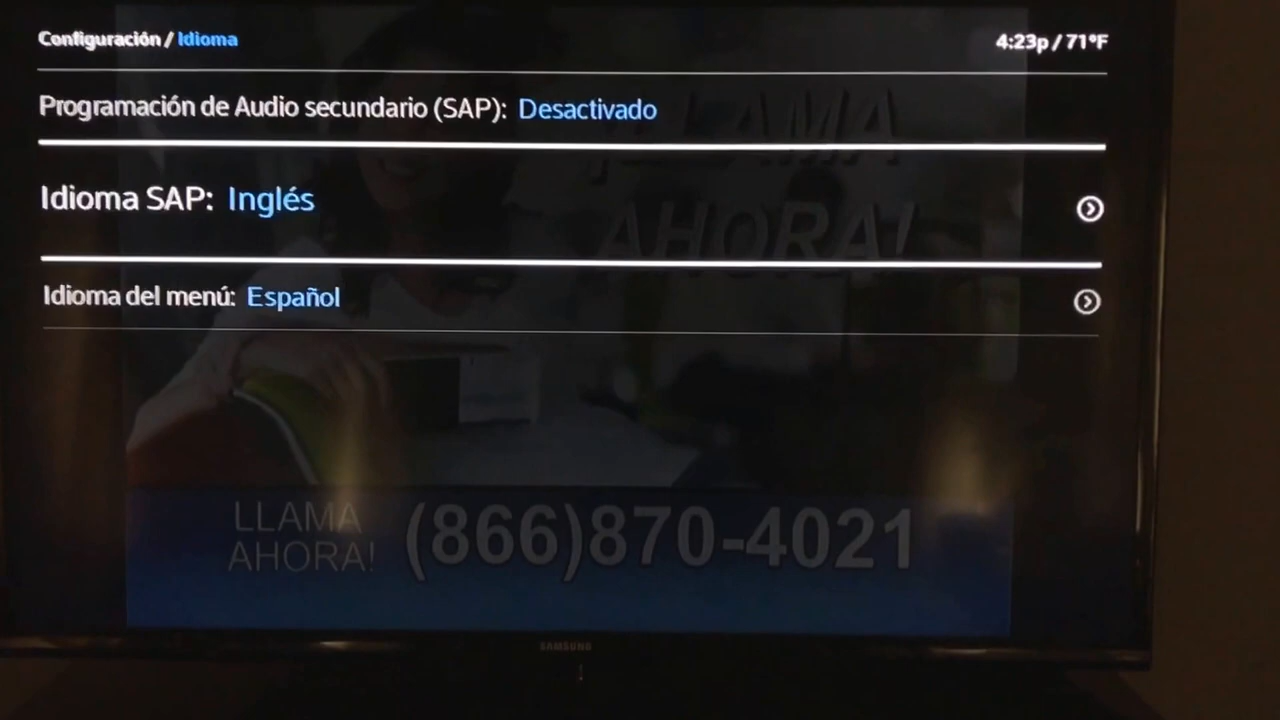 Configuración / Idioma
4:23p / 71°F
Programación de Audio secundario (SAP): Desactivado
¡LLAMA
AHORA!
Idioma SAP: Inglés
Idioma del menú: Español
LLAMA
AHORA!
(866)870-4021
SAMSUNG